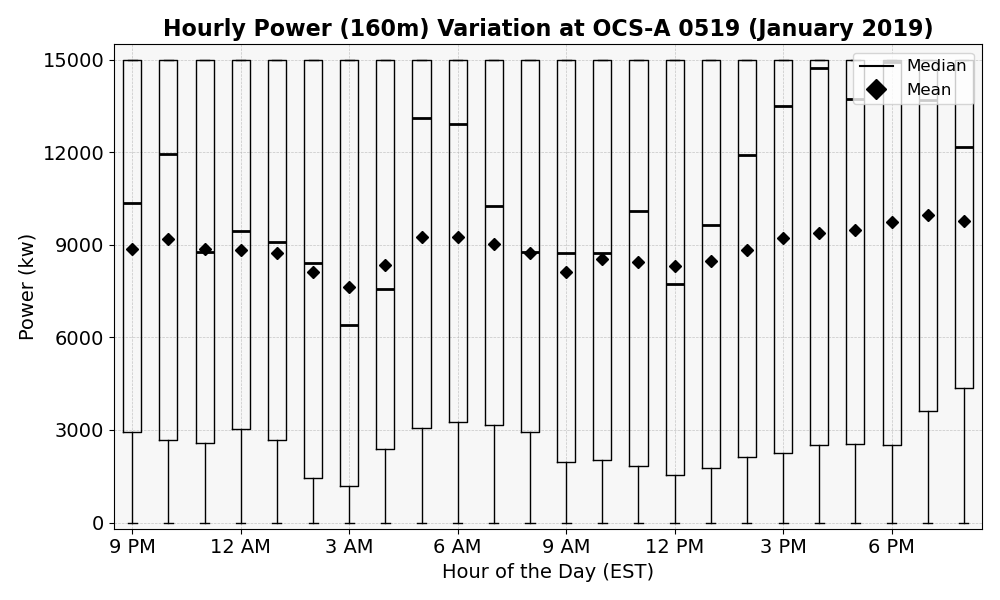 Hourly Power (160m) Variation at OCS-A 0519 (January 2019)
15000
12000
9000
6000
3000
0
Power (kw)
Median
Mean
9 PM 12 AM 3 AM 6 AM 9 AM 12 PM 3 PM 6 PM
Hour of the Day (EST)